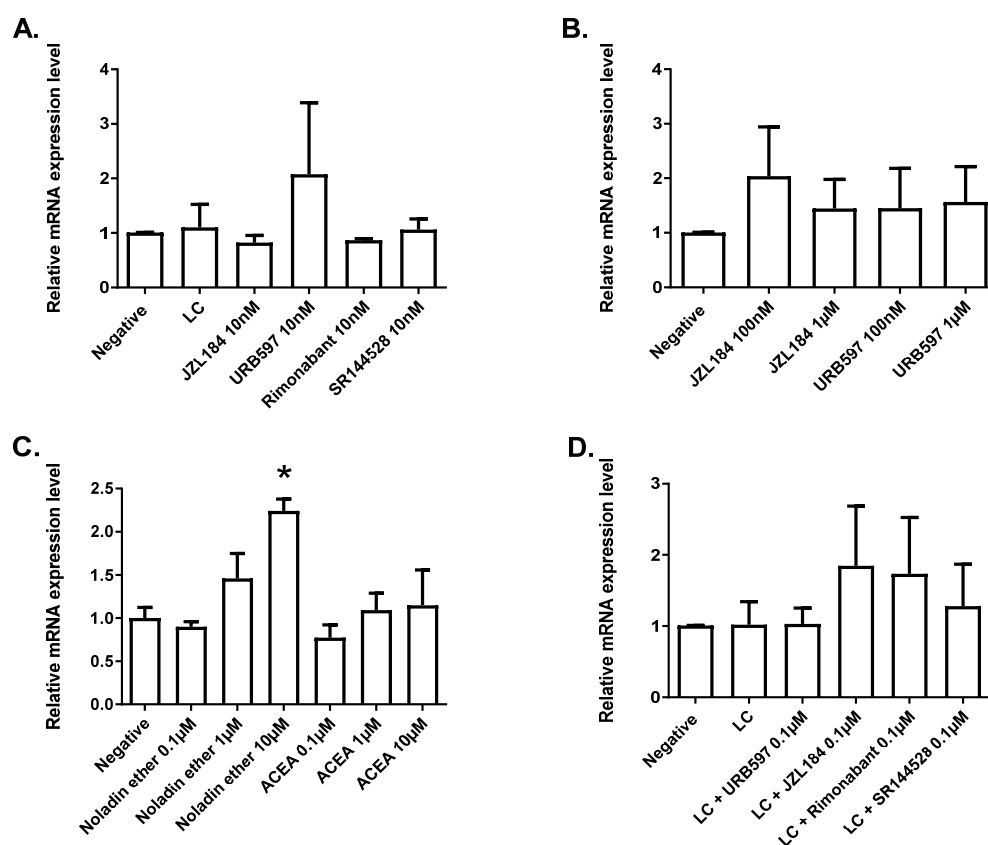 A.
Relative mRNA expression level
4
3
2
1
0
Negative
LC
JZL184 10nM
URB597 10nM
Rimonabant 10nM
SR144528 10nM
B.
Relative mRNA expression level
4
3
2
1
0
Negative
JZL184 100nM
JZL184 1µM
URB597 100nM
URB597 1µM
C.
Relative mRNA expression level
2.5
2.0
1.5
1.0
0.5
0.0
*
Negative
Noladin ether 0.1µM
Noladin ether 1µM
Noladin ether 10µM
ACEA 0.1µM
ACEA 1µM
ACEA 10µM
D.
Relative mRNA expression level
3
2
1
0
Negative
LC
LC + URB597 0.1µM
LC + JZL184 0.1µM
LC + Rimonabant 0.1µM
LC + SR144528 0.1µM